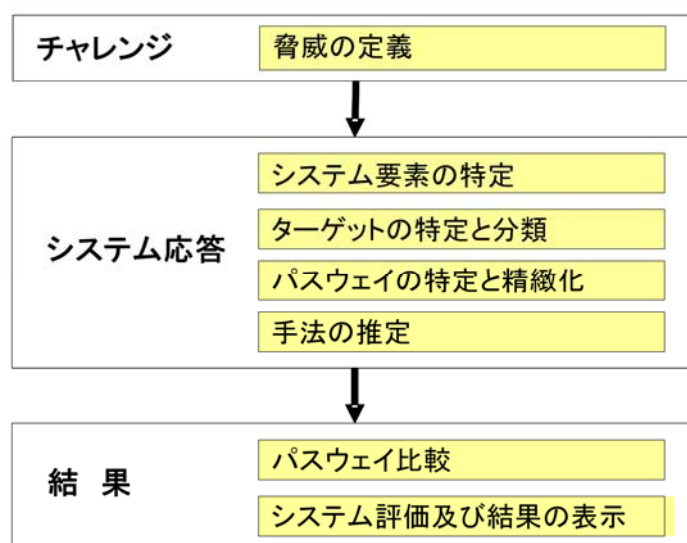 チャレンジ
脅威の定義
システム応答
システム要素の特定
ターゲットの特定と分類
パスウェイの特定と精緻化
手法の推定
結 果
パスウェイ比較
システム評価及び結果の表示